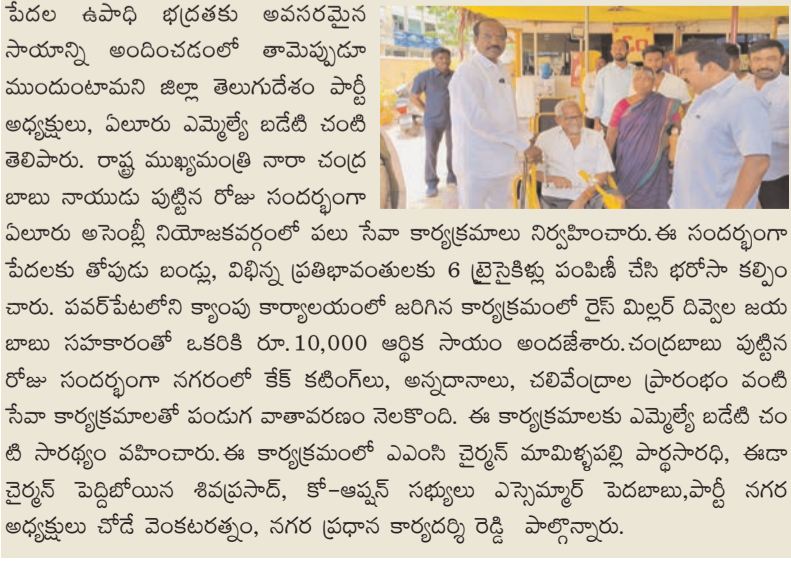 పేదల ఉపాధి భద్రతకు అవసరమైన
సాయాన్ని అందించడంలో తామెప్పుడూ
ముందుంటామని జిల్లా తెలుగుదేశం పార్టీ
అధ్యక్షులు, ఏలూరు ఎమ్మెల్యే బడేటి చంటి
తెలిపారు. రాష్ట్ర ముఖ్యమంత్రి నారా చంద్ర
బాబు నాయుడు పుట్టిన రోజు సందర్భంగా
ఏలూరు అసెంబ్లీ నియోజకవర్గంలో పలు సేవా కార్యక్రమాలు నిర్వహించారు.ఈ సందర్భంగా
పేదలకు తోపుడు బండ్లు, విభిన్న ప్రతిభావంతులకు 6 ట్రైసైకిళ్లు పంపిణీ చేసి భరోసా కల్పిం
చారు. పవర్‌పేటలోని క్యాంపు కార్యాలయంలో జరిగిన కార్యక్రమంలో రైస్ మిల్లర్ దివ్వెల జయ
బాబు సహకారంతో ఒకరికి రూ.10,000 ఆర్థిక సాయం అందజేశారు.చంద్రబాబు పుట్టిన
రోజు సందర్భంగా నగరంలో కేక్ కటింగ్‌లు, అన్నదానాలు, చలివేంద్రాల ప్రారంభం వంటి
సేవా కార్యక్రమాలతో పండుగ వాతావరణం నెలకొంది. ఈ కార్యక్రమాలకు ఎమ్మెల్యే బడేటి చం
టి సారథ్యం వహించారు.ఈ కార్యక్రమంలో ఎఎంసి చైర్మన్ మామిళ్ళపల్లి పార్థసారధి, ఈడా
చైర్మన్ పెద్దిబోయిన శివప్రసాద్, కో-ఆప్షన్ సభ్యులు ఎస్సెమ్మార్ పెదబాబు,పార్టీ నగర
అధ్యక్షులు చోడే వెంకటరత్నం, నగర ప్రధాన కార్యదర్శి రెడ్డి పాల్గొన్నారు.